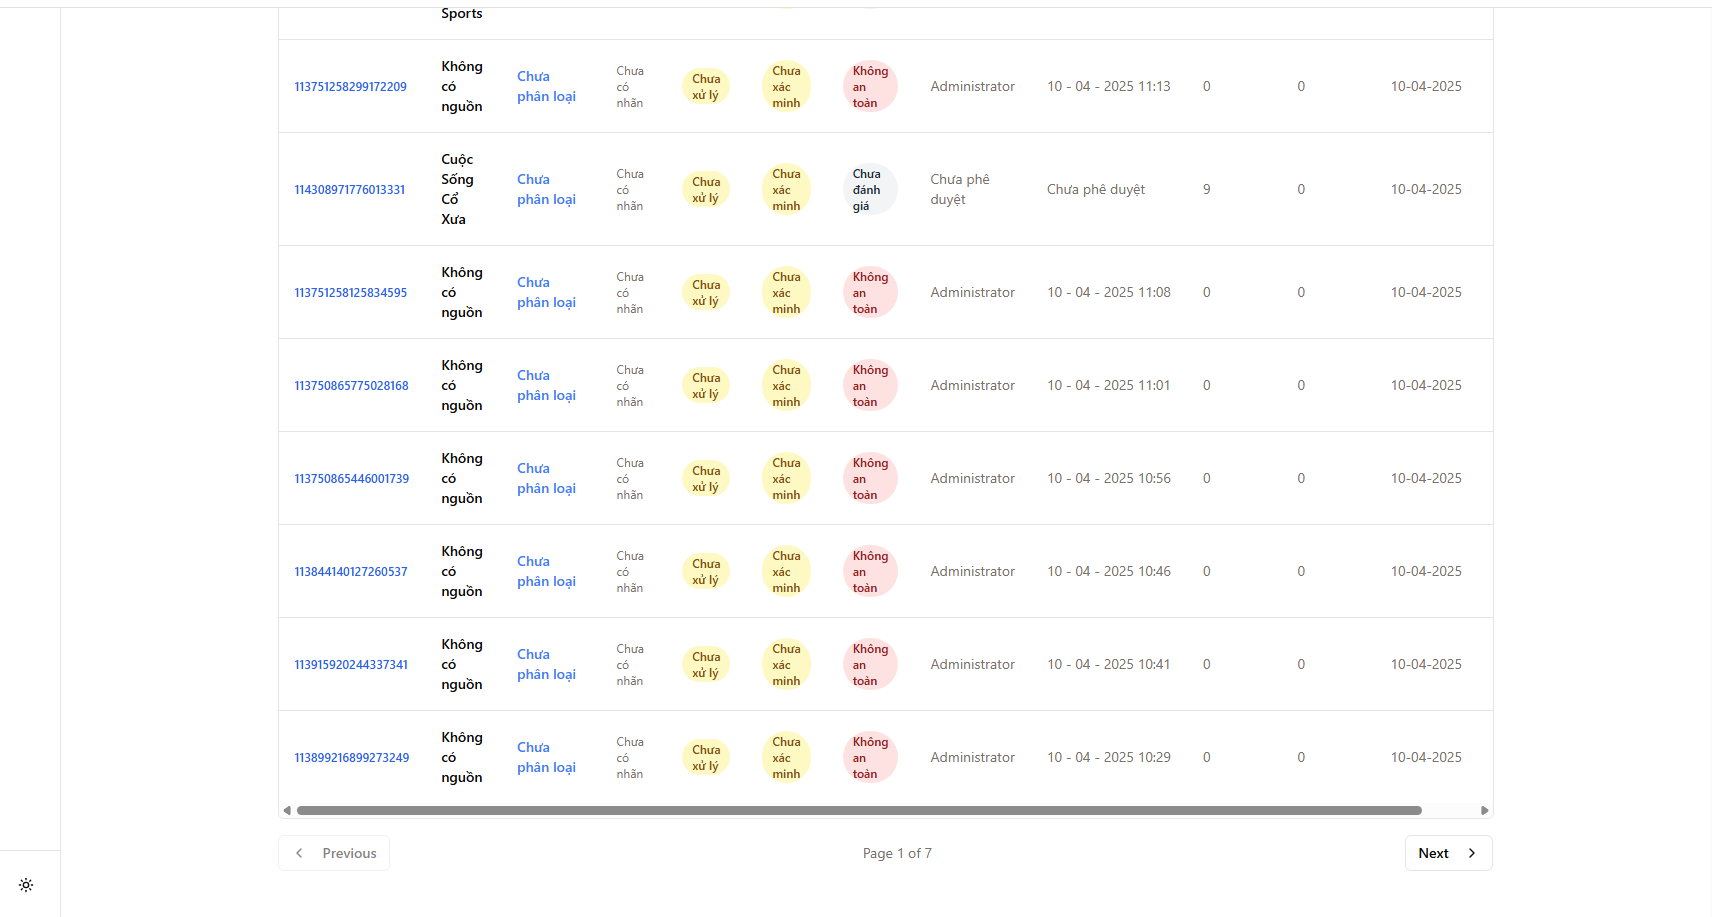 Sports
113751258299172209 Không có nguồn Chưa phân loại Chưa có nhãn Chưa xử lý Chưa xác minh Không an toàn Administrator 10 - 04 - 2025 11:13 0 0 10-04-2025
114308971776013331 Cuộc Sống Cổ Xưa Chưa phân loại Chưa có nhãn Chưa xử lý Chưa xác minh Chưa đánh giá Chưa phê duyệt Chưa phê duyệt 9 0 10-04-2025
113751258125834595 Không có nguồn Chưa phân loại Chưa có nhãn Chưa xử lý Chưa xác minh Không an toàn Administrator 10 - 04 - 2025 11:08 0 0 10-04-2025
113750865775028168 Không có nguồn Chưa phân loại Chưa có nhãn Chưa xử lý Chưa xác minh Không an toàn Administrator 10 - 04 - 2025 11:01 0 0 10-04-2025
113750865446001739 Không có nguồn Chưa phân loại Chưa có nhãn Chưa xử lý Chưa xác minh Không an toàn Administrator 10 - 04 - 2025 10:56 0 0 10-04-2025
113844140127260537 Không có nguồn Chưa phân loại Chưa có nhãn Chưa xử lý Chưa xác minh Không an toàn Administrator 10 - 04 - 2025 10:46 0 0 10-04-2025
113915920244337341 Không có nguồn Chưa phân loại Chưa có nhãn Chưa xử lý Chưa xác minh Không an toàn Administrator 10 - 04 - 2025 10:41 0 0 10-04-2025
113899216899273249 Không có nguồn Chưa phân loại Chưa có nhãn Chưa xử lý Chưa xác minh Không an toàn Administrator 10 - 04 - 2025 10:29 0 0 10-04-2025
Previous Page 1 of 7 Next